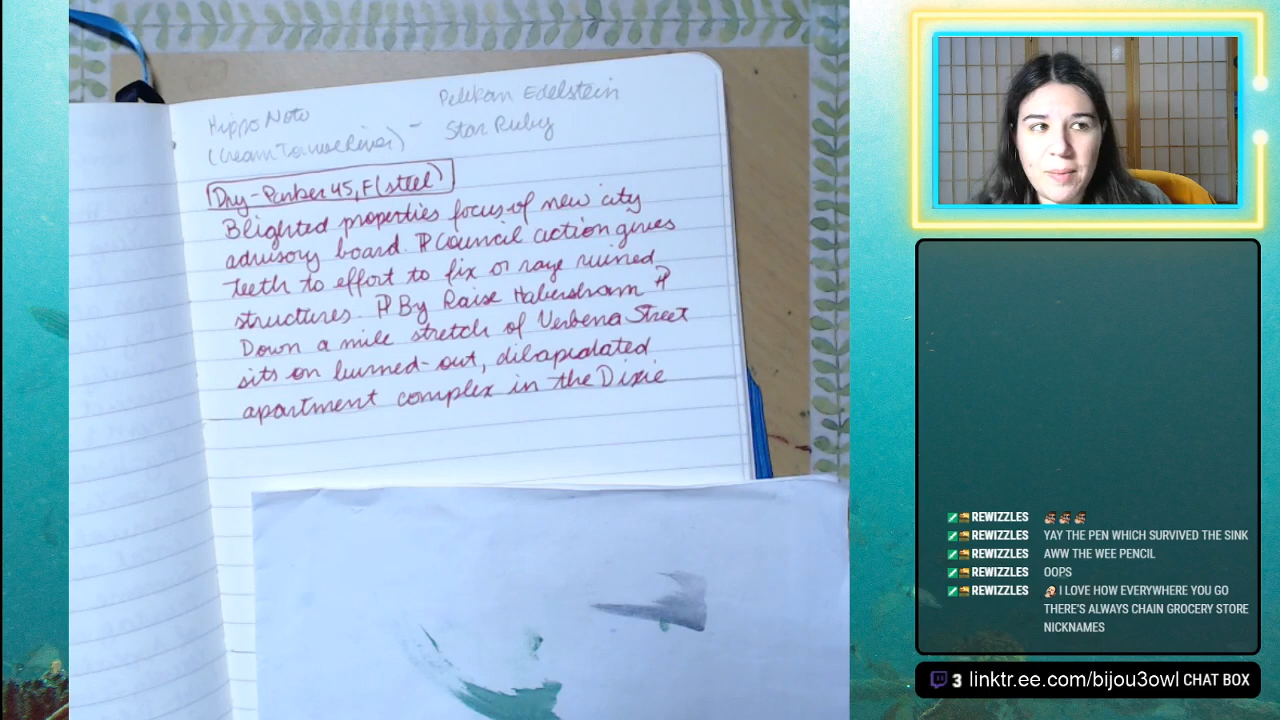 Hippo Noto
(Cream Tomoe River) -
Pelikan Edelstein
Star Ruby
Dry - Parker 45, F (steel)
Blighted properties focus of new city
advisory board. ⁋ Council action gives
teeth to effort to fix or raze ruined
structures. ⁋ By Raise Habersham ⁋
Down a mile stretch of Verbena Street
sits on burned-out, dilapidated
apartment complex in the Dixie
REWIZZLES
REWIZZLES YAY THE PEN WHICH SURVIVED THE SINK
REWIZZLES AWW THE WEE PENCIL
REWIZZLES OOPS
REWIZZLES I LOVE HOW EVERYWHERE YOU GO
THERE'S ALWAYS CHAIN GROCERY STORE
NICKNAMES
3 linktr.ee.com/bijou3owl CHAT BOX